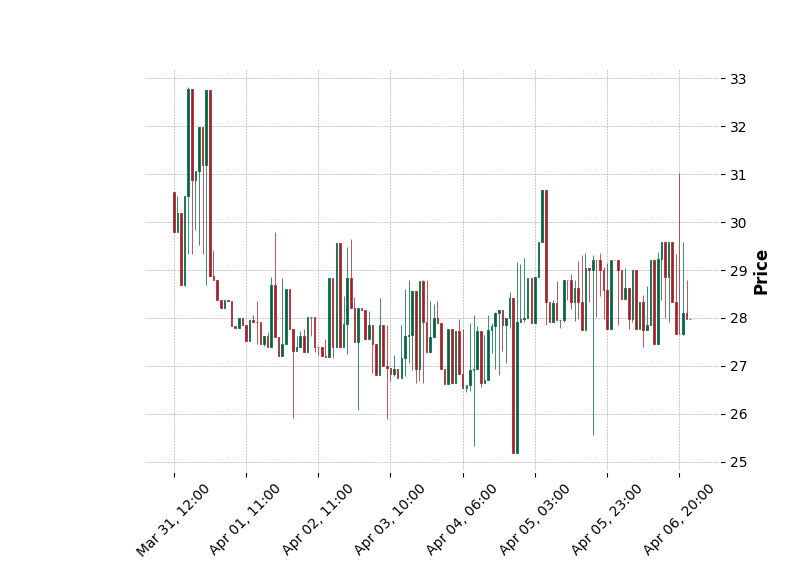 33
32
31
30
29
28
27
26
25
Price
Mar 31, 12:00
Apr 01, 11:00
Apr 02, 11:00
Apr 03, 10:00
Apr 04, 06:00
Apr 05, 03:00
Apr 05, 23:00
Apr 06, 20:00